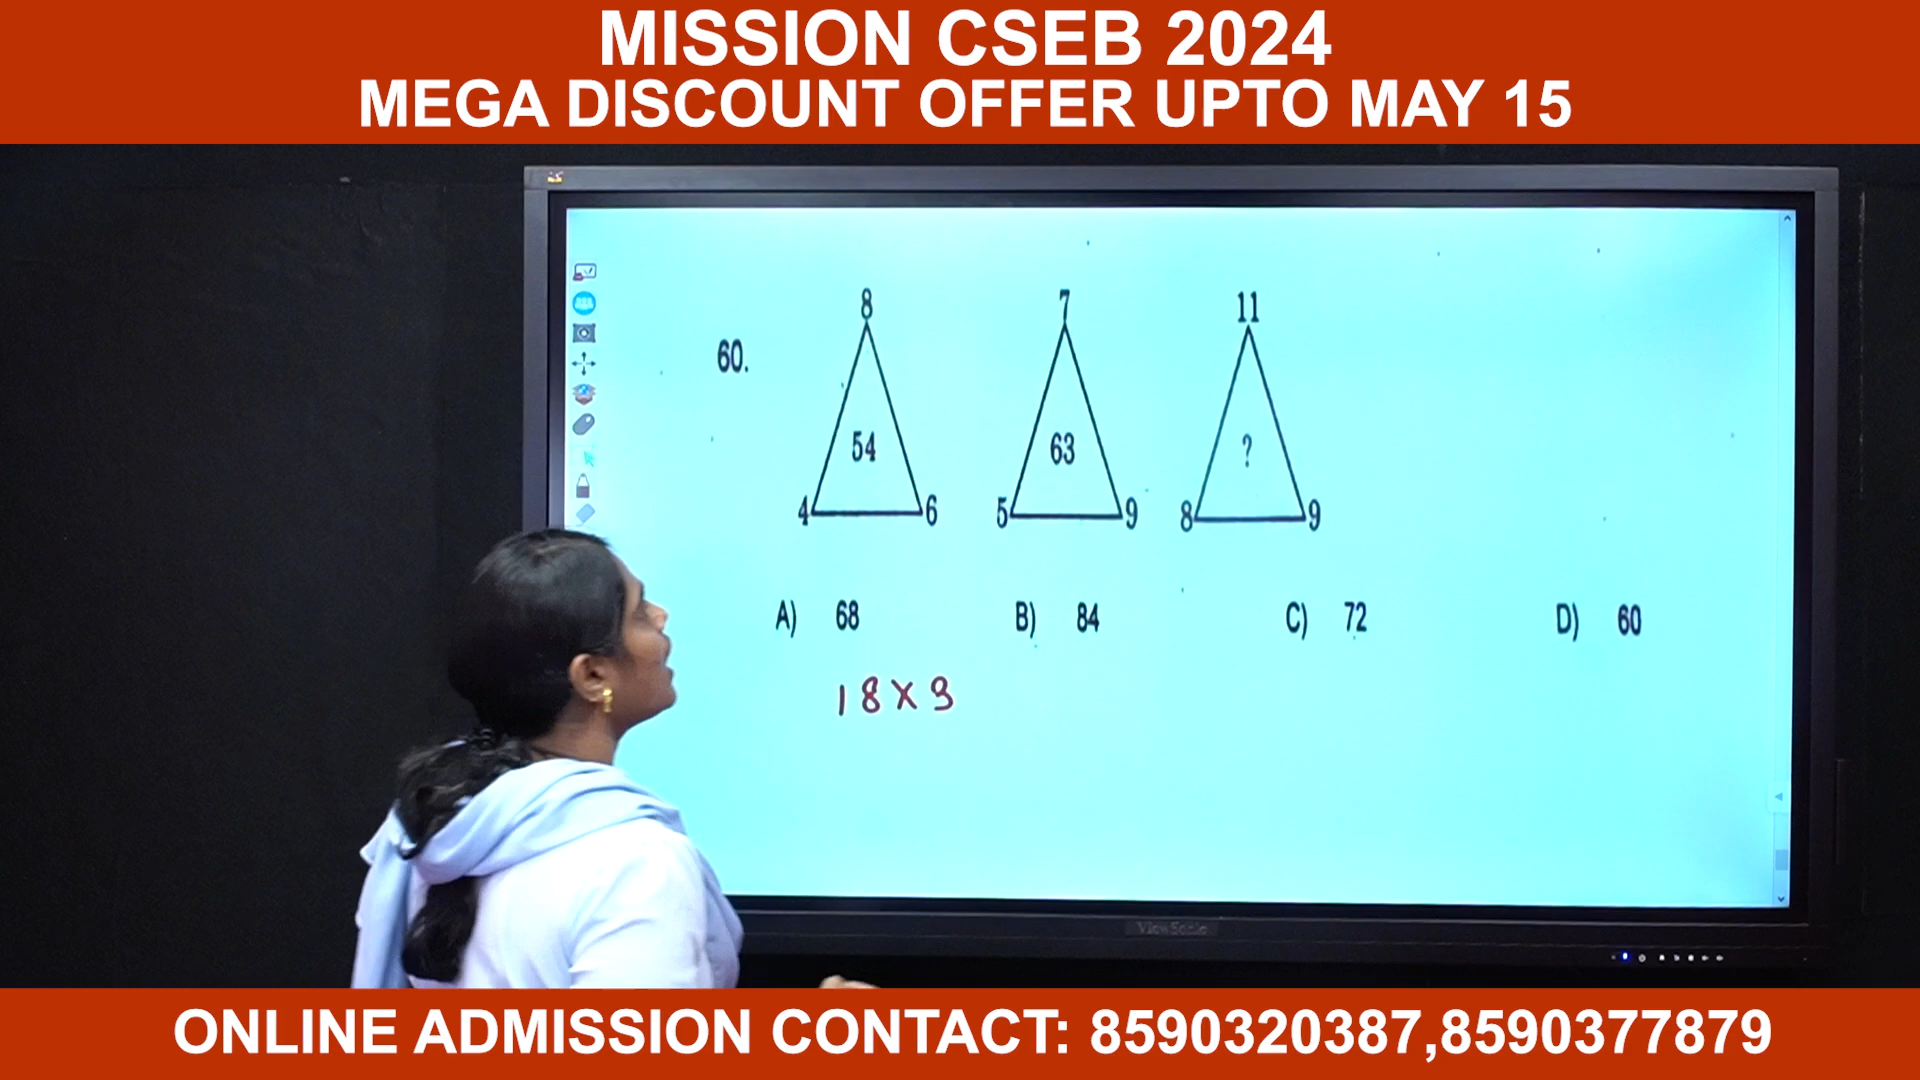 MISSION CSEB 2024
MEGA DISCOUNT OFFER UPTO MAY 15
60.
8
7
11
54
63
?
4
6
5
9
8
9
A) 68
B) 84
C) 72
D) 60
18 x 3
ViewSonic
ONLINE ADMISSION CONTACT: 8590320387,8590377879